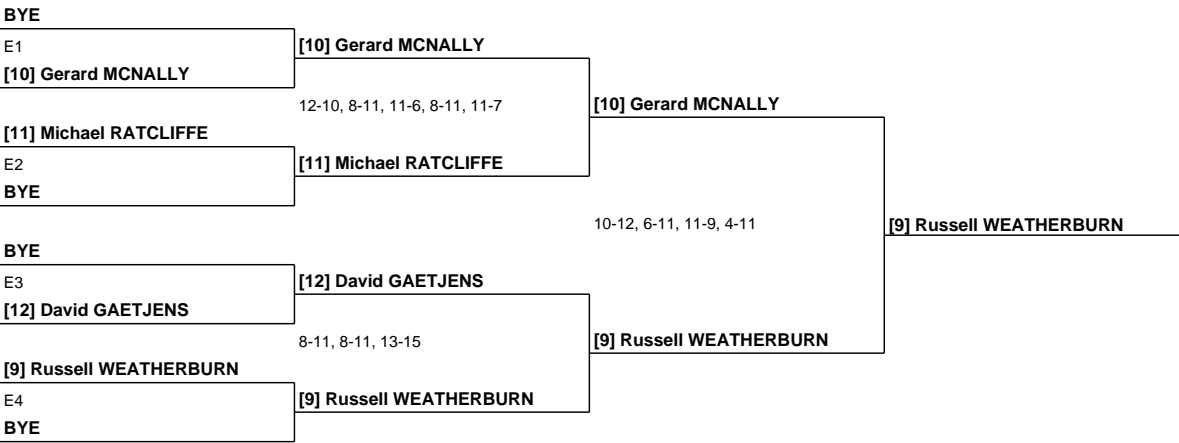 BYE
E1
[10] Gerard MCNALLY
[10] Gerard MCNALLY
12-10, 8-11, 11-6, 8-11, 11-7
[10] Gerard MCNALLY
[11] Michael RATCLIFFE
E2
[11] Michael RATCLIFFE
BYE
10-12, 6-11, 11-9, 4-11
[9] Russell WEATHERBURN
BYE
E3
[12] David GAETJENS
[12] David GAETJENS
8-11, 8-11, 13-15
[9] Russell WEATHERBURN
[9] Russell WEATHERBURN
E4
[9] Russell WEATHERBURN
BYE